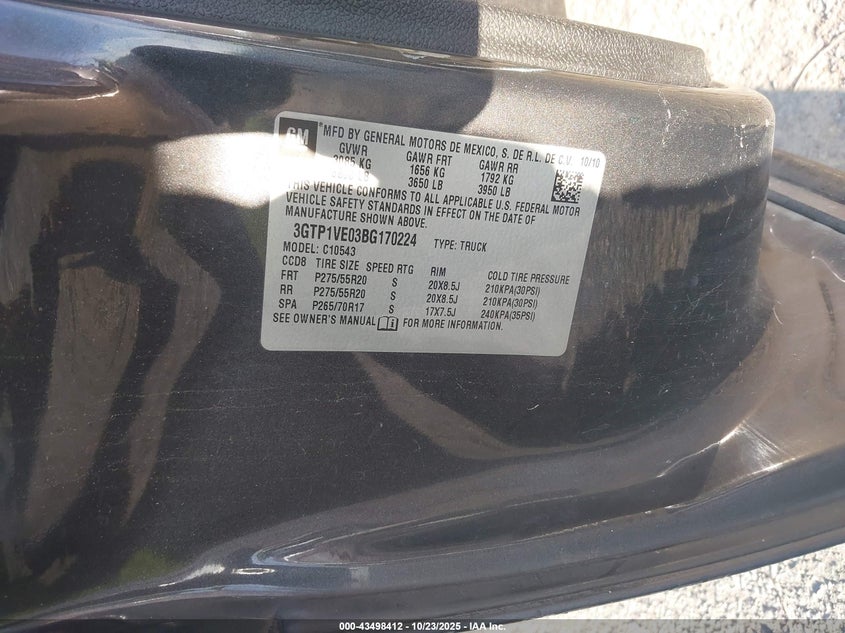 GM *MFD BY GENERAL MOTORS DE MEXICO, S. DE R.L. DE C.V. 10/10
GVWR GAWR FRT GAWR RR
3085 KG 1656 KG 1792 KG
LB 3650 LB 3950 LB
THIS VEHICLE CONFORMS TO ALL APPLICABLE U.S. FEDERAL MOTOR
VEHICLE SAFETY STANDARDS IN EFFECT ON THE DATE OF
MANUFACTURE SHOWN ABOVE.
3GTP1VE03BG170224 TYPE: TRUCK
MODEL: C10543
CCD8 TIRE SIZE SPEED RTG RIM COLD TIRE PRESSURE
FRT P275/55R20 S 20X8.5J 210KPA(30PSI)
RR P275/55R20 S 20X8.5J 210KPA(30PSI)
SPA P265/70R17 S 17X7.5J 240KPA(35PSI)
SEE OWNER'S MANUAL FOR MORE INFORMATION.
000-43498412 - 10/23/2025 - IAA Inc.